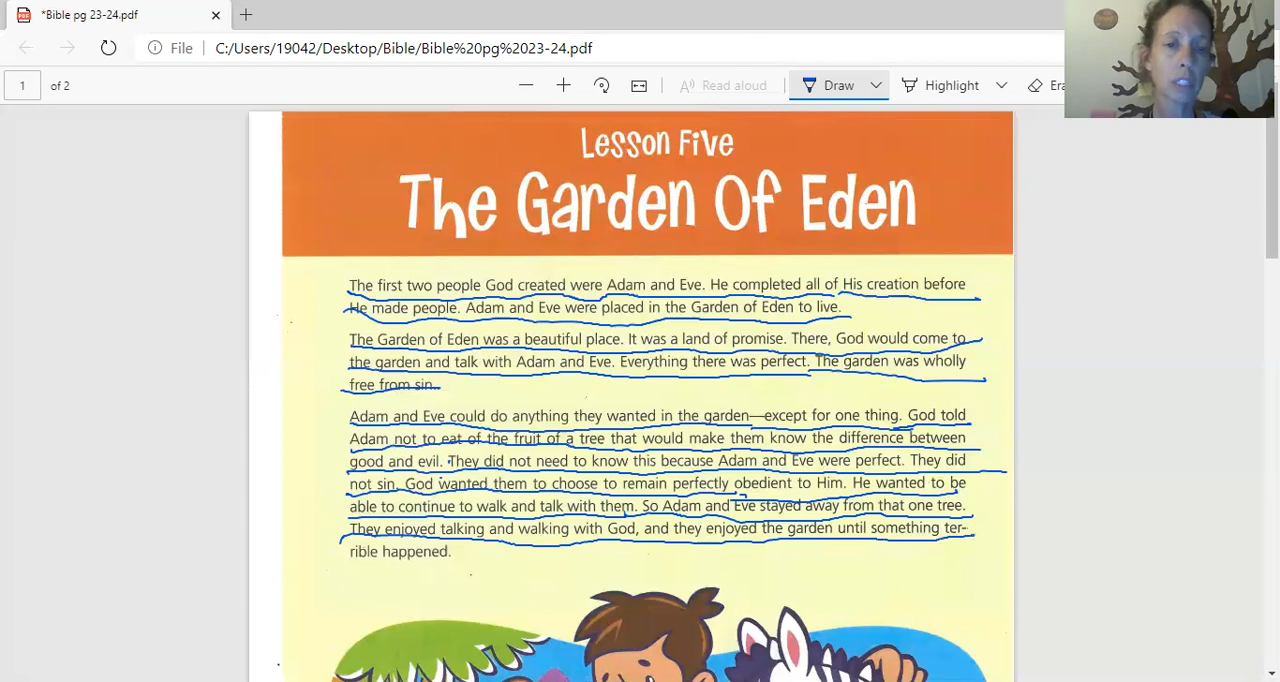 *Bible pg 23-24.pdf
File
C:/Users/19042/Desktop/Bible/Bible%20pg%2023-24.pdf
1 of 2
Read aloud
Draw
Highlight
Era
Lesson Five
The Garden Of Eden
The first two people God created were Adam and Eve. He completed all of His creation before
He made people. Adam and Eve were placed in the Garden of Eden to live.
The Garden of Eden was a beautiful place. It was a land of promise. There, God would come to
the garden and talk with Adam and Eve. Everything there was perfect. The garden was wholly
free from sin.
Adam and Eve could do anything they wanted in the garden—except for one thing. God told
Adam not to eat of the fruit of a tree that would make them know the difference between
good and evil. They did not need to know this because Adam and Eve were perfect. They did
not sin. God wanted them to choose to remain perfectly obedient to Him. He wanted to be
able to continue to walk and talk with them. So Adam and Eve stayed away from that one tree.
They enjoyed talking and walking with God, and they enjoyed the garden until something ter-
rible happened.